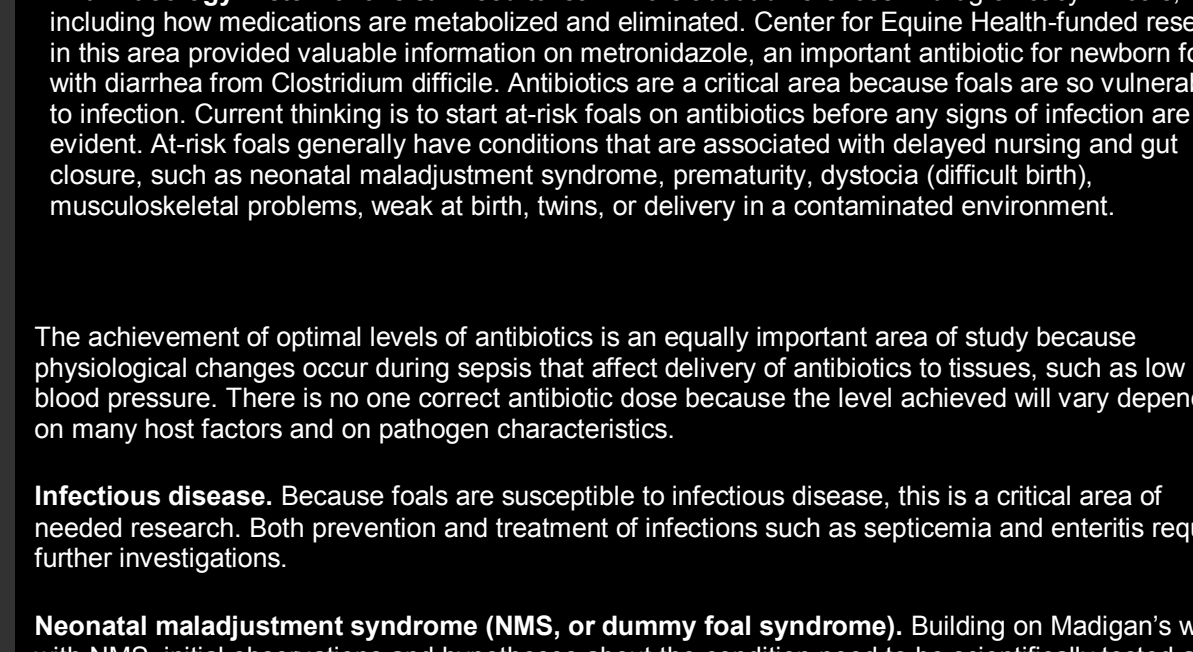 including how medications are metabolized and eliminated. Center for Equine Health-funded
in this area provided valuable information on metronidazole, an important antibiotic for newborn
with diarrhea from Clostridium difficile. Antibiotics are a critical area because foals are so
to infection. Current thinking is to start at-risk foals on antibiotics before any signs of infection are
evident. At-risk foals generally have conditions that are associated with delayed nursing and gut
closure, such as neonatal maladjustment syndrome, prematurity, dystocia (difficult birth),
musculoskeletal problems, weak at birth, twins, or delivery in a contaminated environment.
The achievement of optimal levels of antibiotics is an equally important area of study because
physiological changes occur during sepsis that affect delivery of antibiotics to tissues, such as low
blood pressure. There is no one correct antibiotic dose because the level achieved will vary
on many host factors and on pathogen characteristics.
Infectious disease. Because foals are susceptible to infectious disease, this is a critical area of
needed research. Both prevention and treatment of infections such as septicemia and enteritis
further investigations.
Neonatal maladjustment syndrome (NMS, or dummy foal syndrome). Building on Madigan's